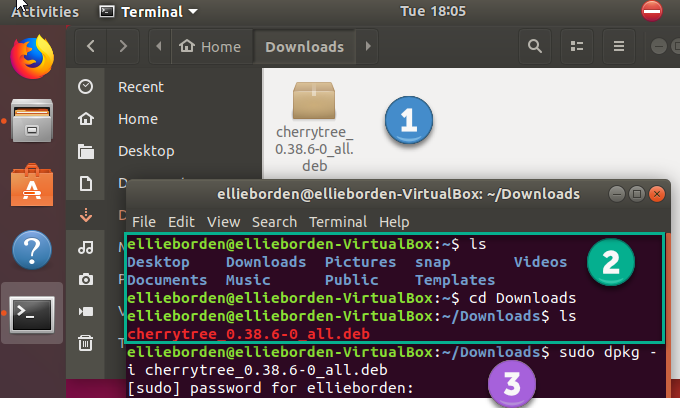 Activities
Terminal
Tue 18:05
Home
Downloads
Recent
Home
Desktop
cherrytree_
0.38.6-0_all.
deb
1
ellieborden@ellieborden-VirtualBox: ~/Downloads
File Edit View Search Terminal Help
ellieborden@ellieborden-VirtualBox:~$ ls
Desktop Downloads Pictures snap Videos
Documents Music Public Templates
ellieborden@ellieborden-VirtualBox:~$ cd Downloads
ellieborden@ellieborden-VirtualBox:~/Downloads$ ls
cherrytree_0.38.6-0_all.deb
2
ellieborden@ellieborden-VirtualBox:~/Downloads$ sudo dpkg -
i cherrytree_0.38.6-0_all.deb
[sudo] password for ellieborden:
3